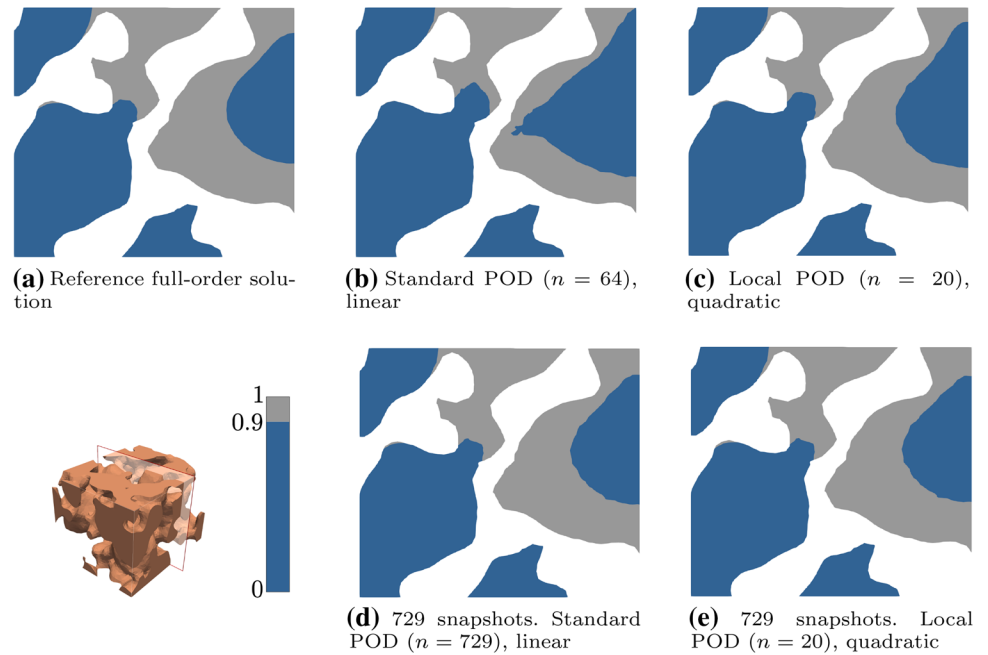 (a) Reference full-order solu-
tion
(b) Standard POD (n = 64),
linear
(c) Local POD (n = 20),
quadratic
1
0.9
0
(d) 729 snapshots. Standard
POD (n = 729), linear
(e) 729 snapshots. Local
POD (n = 20), quadratic